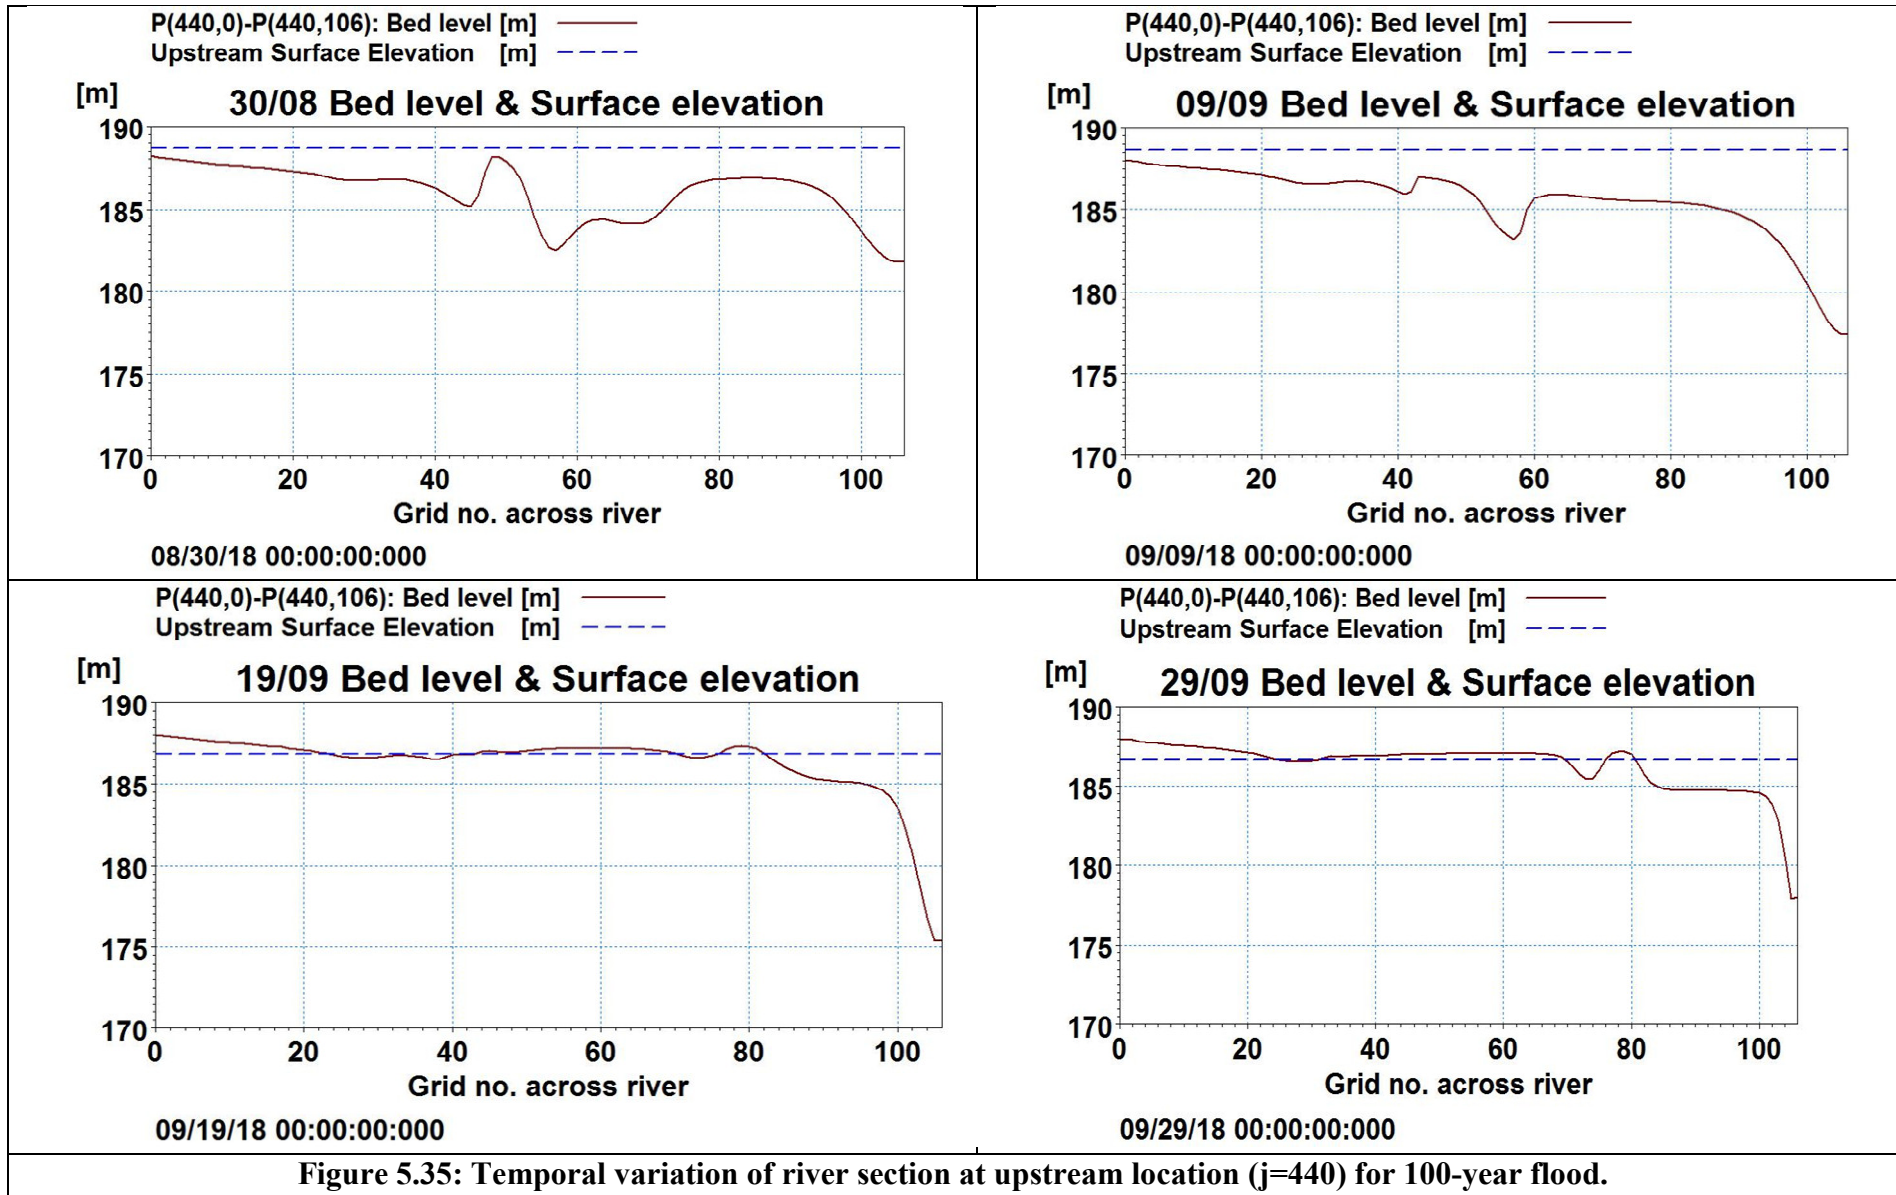 P(440,0)-P(440,106): Bed level [m]
Upstream Surface Elevation [m]
[m]
30/08 Bed level & Surface elevation
190
185
180
175
170
0 20 40 60 80 100
Grid no. across river
08/30/18 00:00:00:000
P(440,0)-P(440,106): Bed level [m]
Upstream Surface Elevation [m]
[m]
09/09 Bed level & Surface elevation
190
185
180
175
170
0 20 40 60 80 100
Grid no. across river
09/09/18 00:00:00:000
P(440,0)-P(440,106): Bed level [m]
Upstream Surface Elevation [m]
[m]
19/09 Bed level & Surface elevation
190
185
180
175
170
0 20 40 60 80 100
Grid no. across river
09/19/18 00:00:00:000
P(440,0)-P(440,106): Bed level [m]
Upstream Surface Elevation [m]
[m]
29/09 Bed level & Surface elevation
190
185
180
175
170
0 20 40 60 80 100
Grid no. across river
09/29/18 00:00:00:000
Figure 5.35: Temporal variation of river section at upstream location (j=440) for 100-year flood.